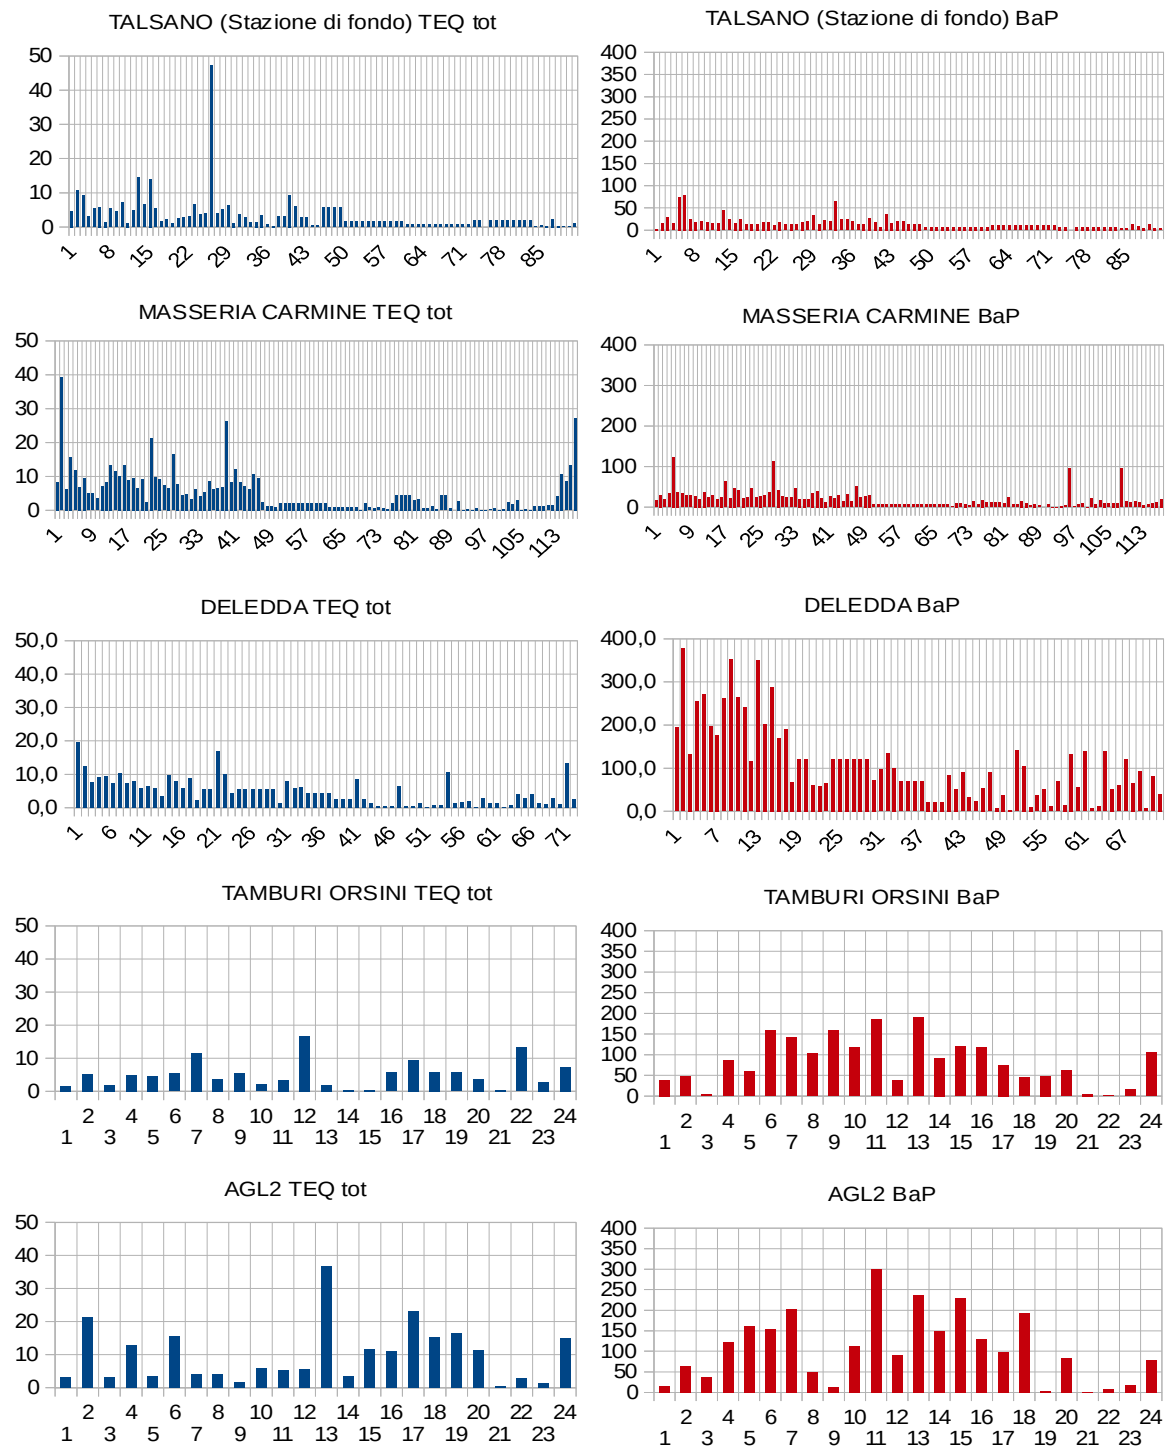 TALSANO (Stazione di fondo) TEQ tot
50
40
30
20
10
0
1 8 15 22 29 36 43 50 57 64 71 78 85
TALSANO (Stazione di fondo) BaP
400
350
300
250
200
150
100
50
0
1 8 15 22 29 36 43 50 57 64 71 78 85
MASSERIA CARMINE TEQ tot
50
40
30
20
10
0
1 9 17 25 33 41 49 57 65 73 81 89 97 105 113
MASSERIA CARMINE BaP
400
300
200
100
0
1 9 17 25 33 41 49 57 65 73 81 89 97 105 113
DELEDDA TEQ tot
50,0
40,0
30,0
20,0
10,0
0,0
1 6 11 16 21 26 31 36 41 46 51 56 61 66 71
DELEDDA BaP
400,0
300,0
200,0
100,0
0,0
1 7 13 19 25 31 37 43 49 55 61 67
TAMBURI ORSINI TEQ tot
50
40
30
20
10
0
2 4 6 8 10 12 14 16 18 20 22 24
1 3 5 7 9 11 13 15 17 19 21 23
TAMBURI ORSINI BaP
400
350
300
250
200
150
100
50
0
2 4 6 8 10 12 14 16 18 20 22 24
1 3 5 7 9 11 13 15 17 19 21 23
AGL2 TEQ tot
50
40
30
20
10
0
2 4 6 8 10 12 14 16 18 20 22 24
1 3 5 7 9 11 13 15 17 19 21 23
AGL2 BaP
400
350
300
250
200
150
100
50
0
2 4 6 8 10 12 14 16 18 20 22 24
1 3 5 7 9 11 13 15 17 19 21 23